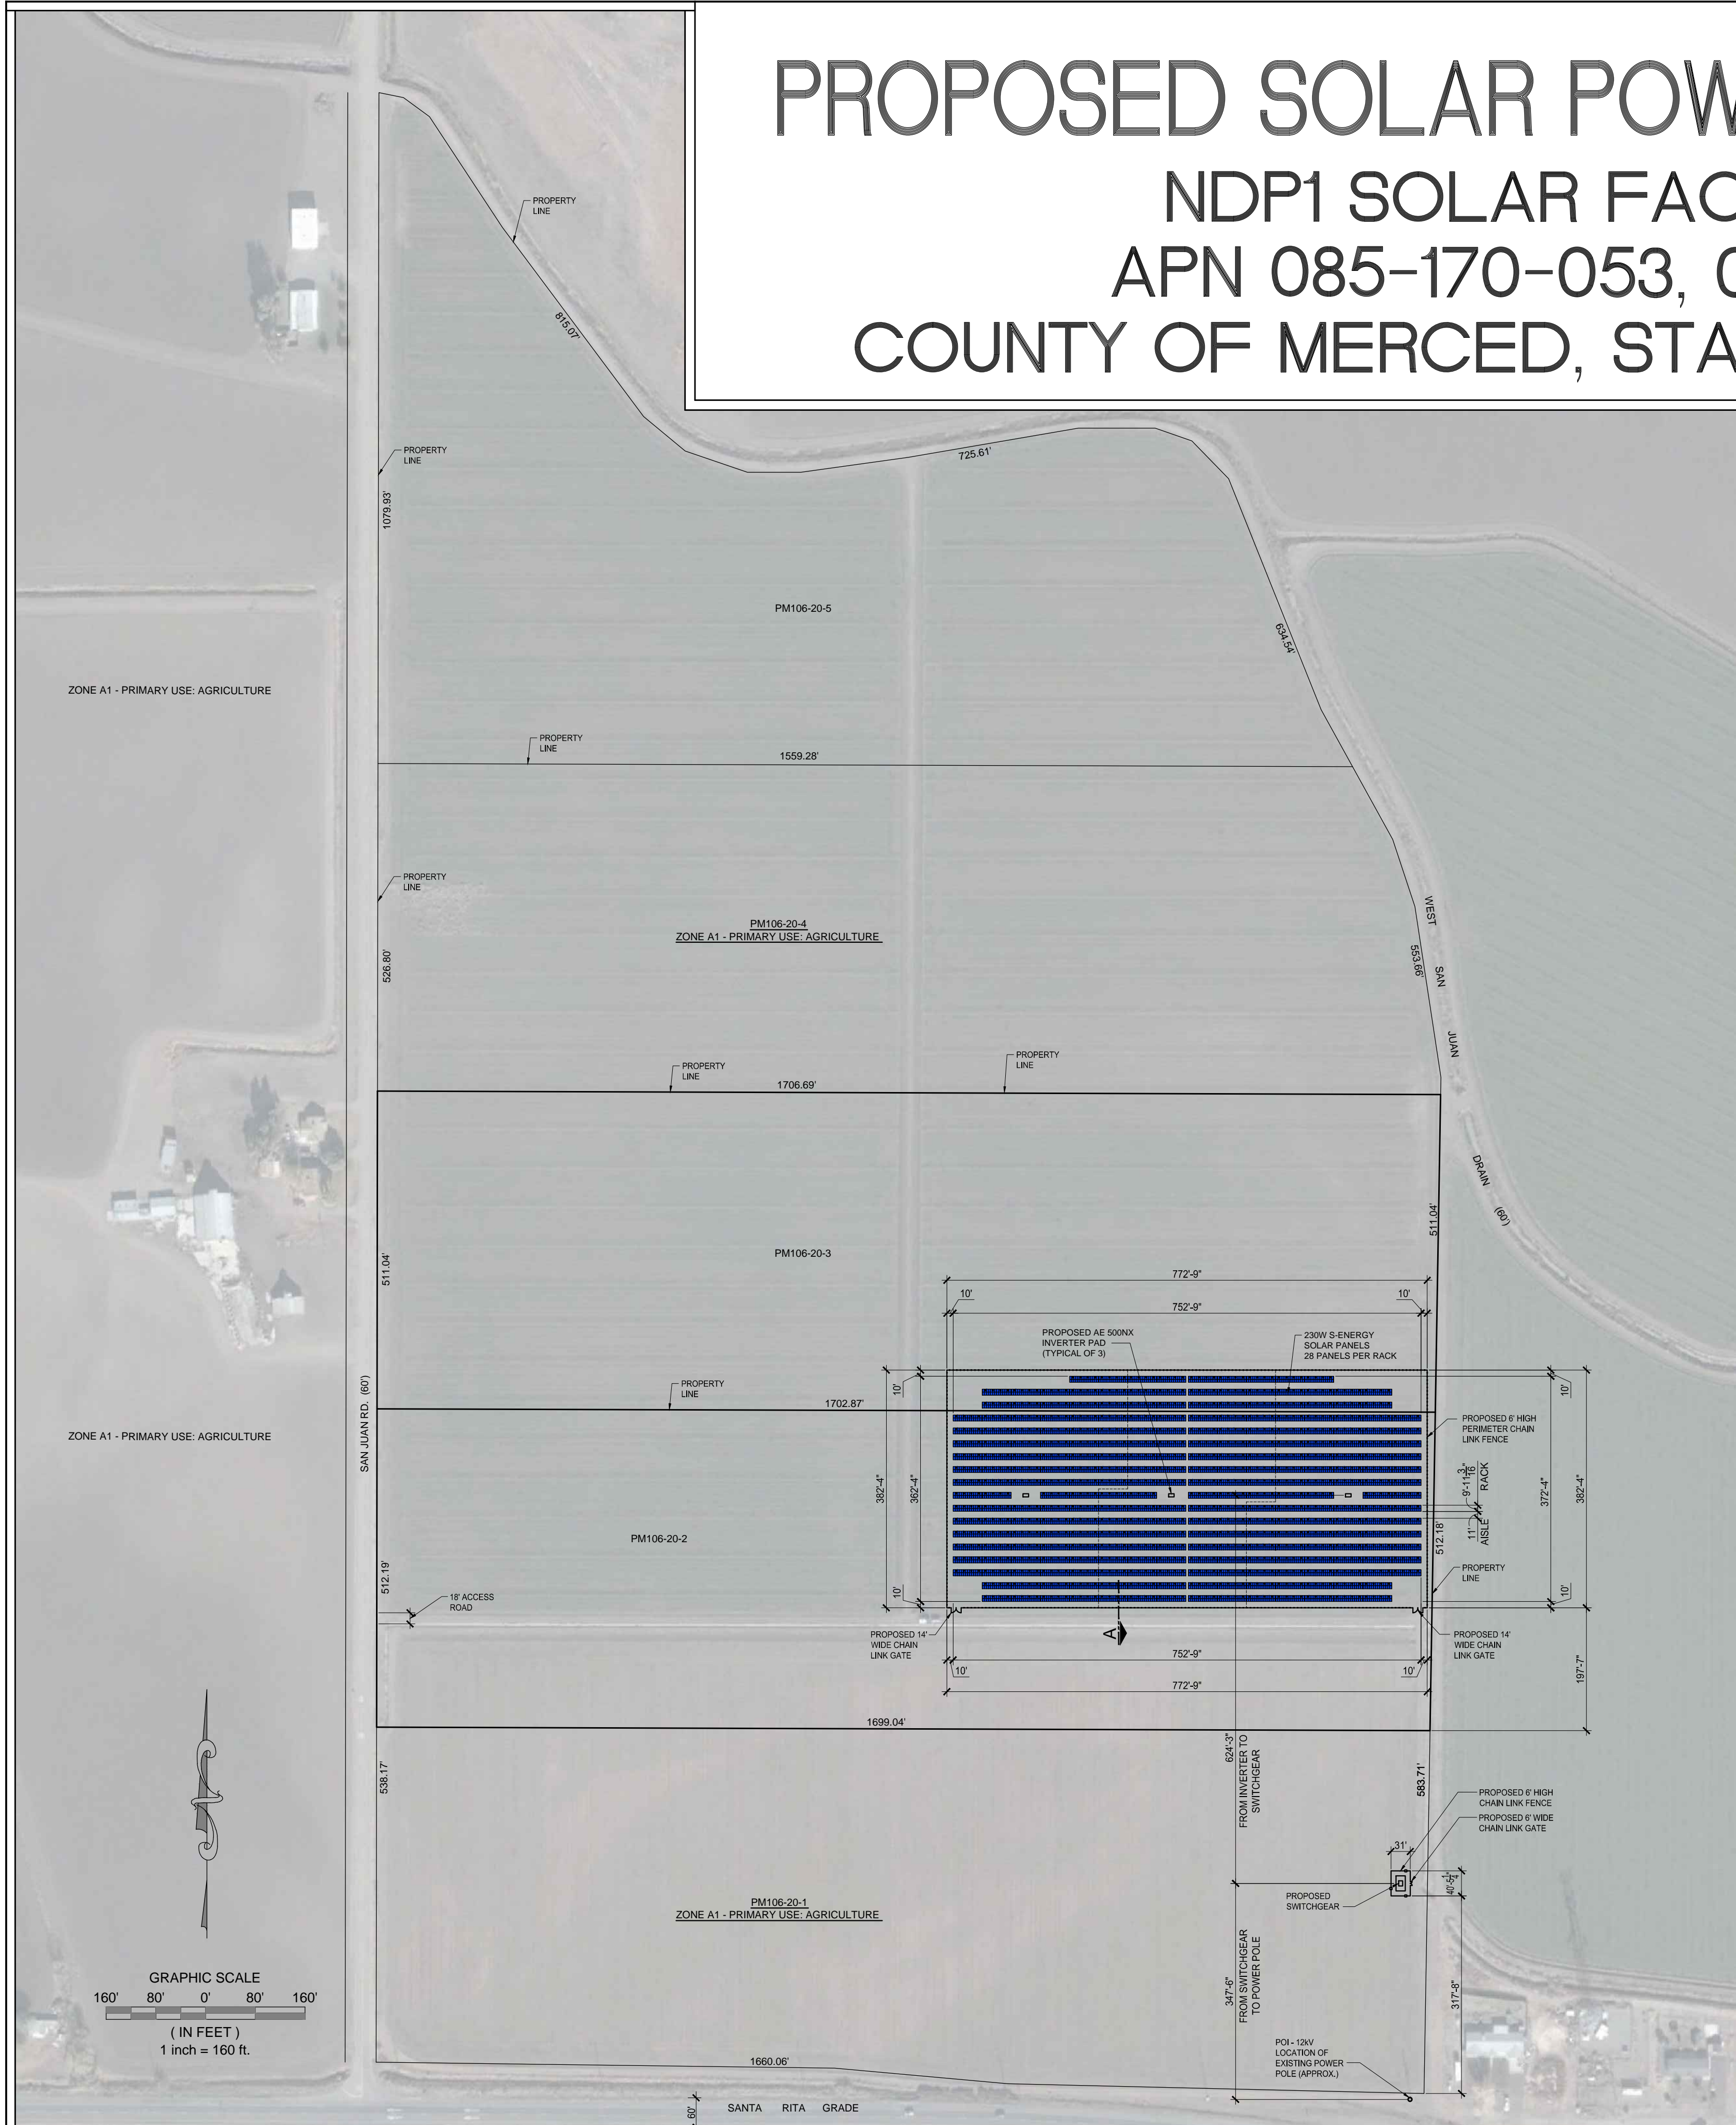 PROPOSED SOLAR POW
NDP1 SOLAR FAC
APN 085-170-053, 0
COUNTY OF MERCED, STA
PROPERTY
LINE
815.07'
725.61'
PROPERTY
LINE
1079.93'
PM106-20-5
634.54'
ZONE A1 - PRIMARY USE: AGRICULTURE
PROPERTY
LINE
1559.28'
PROPERTY
LINE
526.80'
PM106-20-4
ZONE A1 - PRIMARY USE: AGRICULTURE
553.66'
WEST SAN JUAN DRAIN (60')
PROPERTY
LINE
1706.69'
PROPERTY
LINE
511.04'
PM106-20-3
511.04'
772'-9"
10'
752'-9"
10'
PROPOSED AE 500NX
INVERTER PAD
(TYPICAL OF 3)
230W S-ENERGY
SOLAR PANELS
28 PANELS PER RACK
PROPERTY
LINE
1702.87'
10'
10'
SAN JUAN RD. (60')
ZONE A1 - PRIMARY USE: AGRICULTURE
PROPOSED 6' HIGH
PERIMETER CHAIN
LINK FENCE
382'-4"
362'-4"
9'-11 3/16"
RACK
11'
AISLE
372'-4"
382'-4"
PM106-20-2
512.19'
512.18'
PROPERTY
LINE
10'
10'
18' ACCESS
ROAD
PROPOSED 14'
WIDE CHAIN
LINK GATE
A
PROPOSED 14'
WIDE CHAIN
LINK GATE
10'
752'-9"
10'
772'-9"
197'-7"
1699.04'
538.17'
624'-3"
FROM INVERTER TO
SWITCHGEAR
583.71'
PROPOSED 6' HIGH
CHAIN LINK FENCE
PROPOSED 6' WIDE
CHAIN LINK GATE
31'
40'-5 1/4"
PROPOSED
SWITCHGEAR
PM106-20-1
ZONE A1 - PRIMARY USE: AGRICULTURE
347'-6"
FROM SWITCHGEAR
TO POWER POLE
317'-8"
GRAPHIC SCALE
160' 80' 0' 80' 160'
( IN FEET )
1 inch = 160 ft.
POI - 12kV
LOCATION OF
EXISTING POWER
POLE (APPROX.)
1660.06'
60'
SANTA RITA GRADE